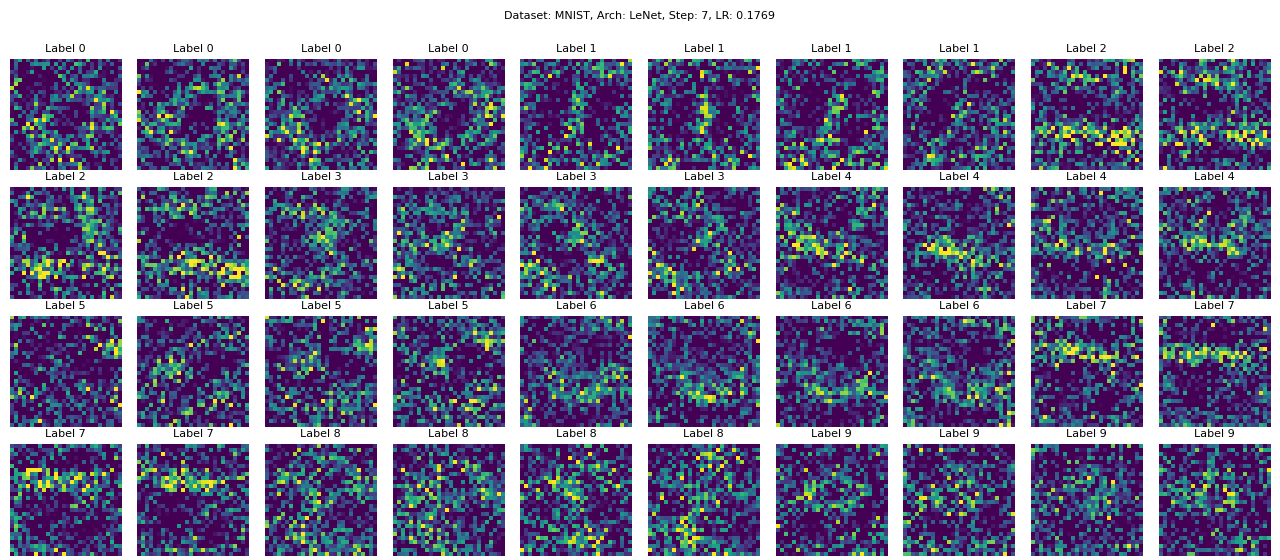 Dataset: MNIST, Arch: LeNet, Step: 7, LR: 0.1769
Label 0 Label 0 Label 0 Label 0 Label 1 Label 1 Label 1 Label 1 Label 2 Label 2
Label 2 Label 2 Label 3 Label 3 Label 3 Label 3 Label 4 Label 4 Label 4 Label 4
Label 5 Label 5 Label 5 Label 5 Label 6 Label 6 Label 6 Label 6 Label 7 Label 7
Label 7 Label 7 Label 8 Label 8 Label 8 Label 8 Label 9 Label 9 Label 9 Label 9